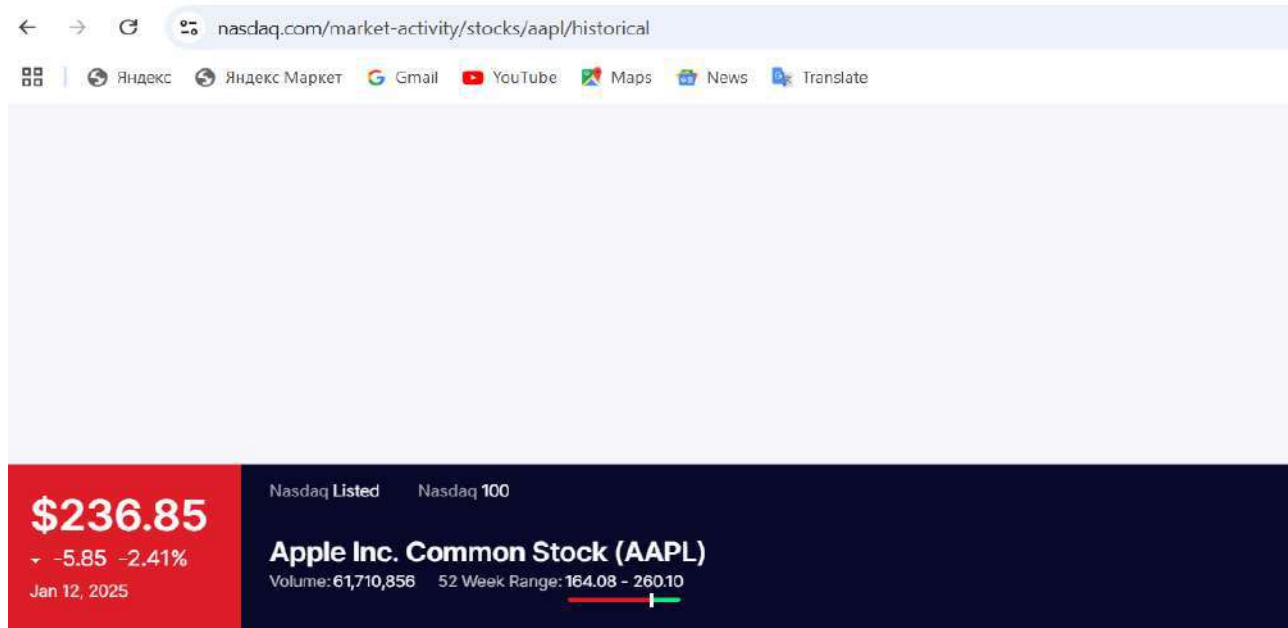 nasdaq.com/market-activity/stocks/aapl/historical
Яндекс Яндекс Маркет Gmail YouTube Maps News Translate
Nasdaq Listed Nasdaq 100
$236.85
-5.85 -2.41%
Jan 12, 2025
Apple Inc. Common Stock (AAPL)
Volume: 61,710,856 52 Week Range: 164.08 - 260.10